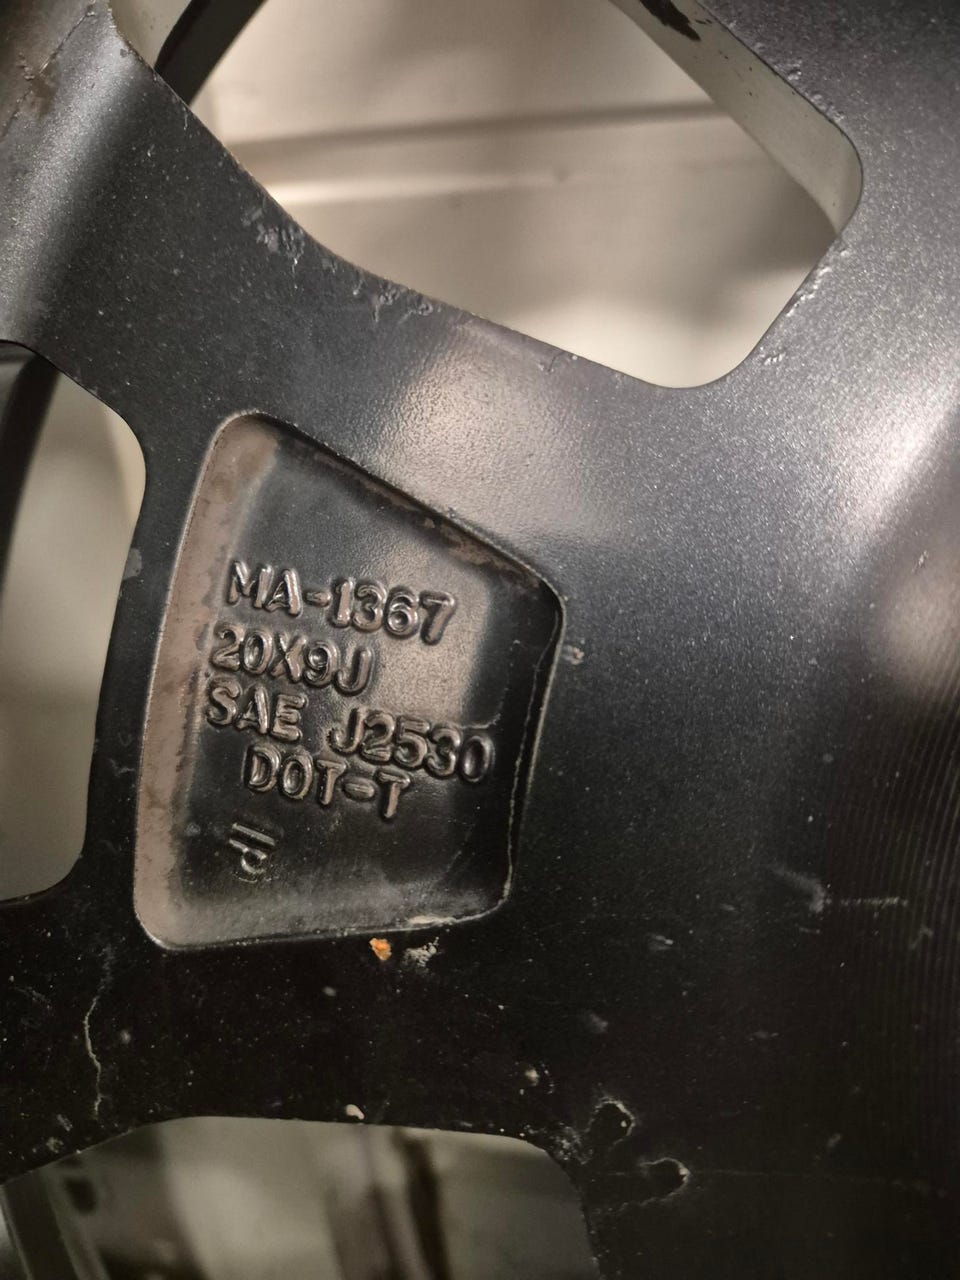 MA-1367
20X9J
SAE J2530
DOT-T